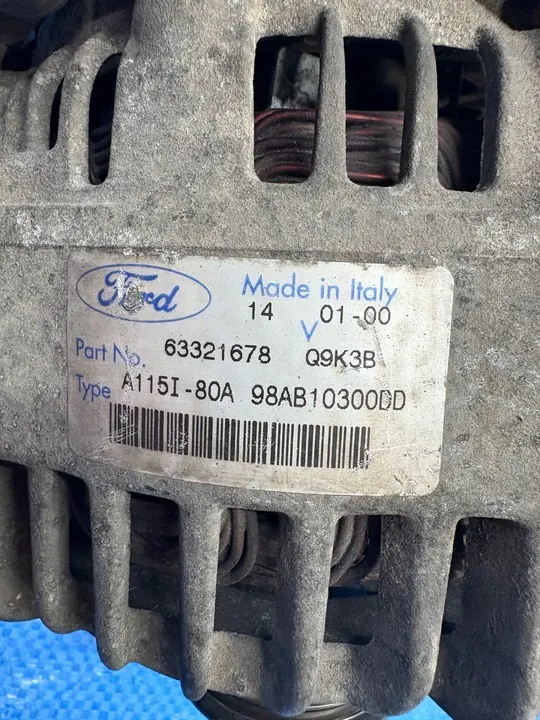 Ford
Made in Italy
14 V 01-00
Part No. 63321678 Q9K3B
Type A115I-80A 98AB10300DD